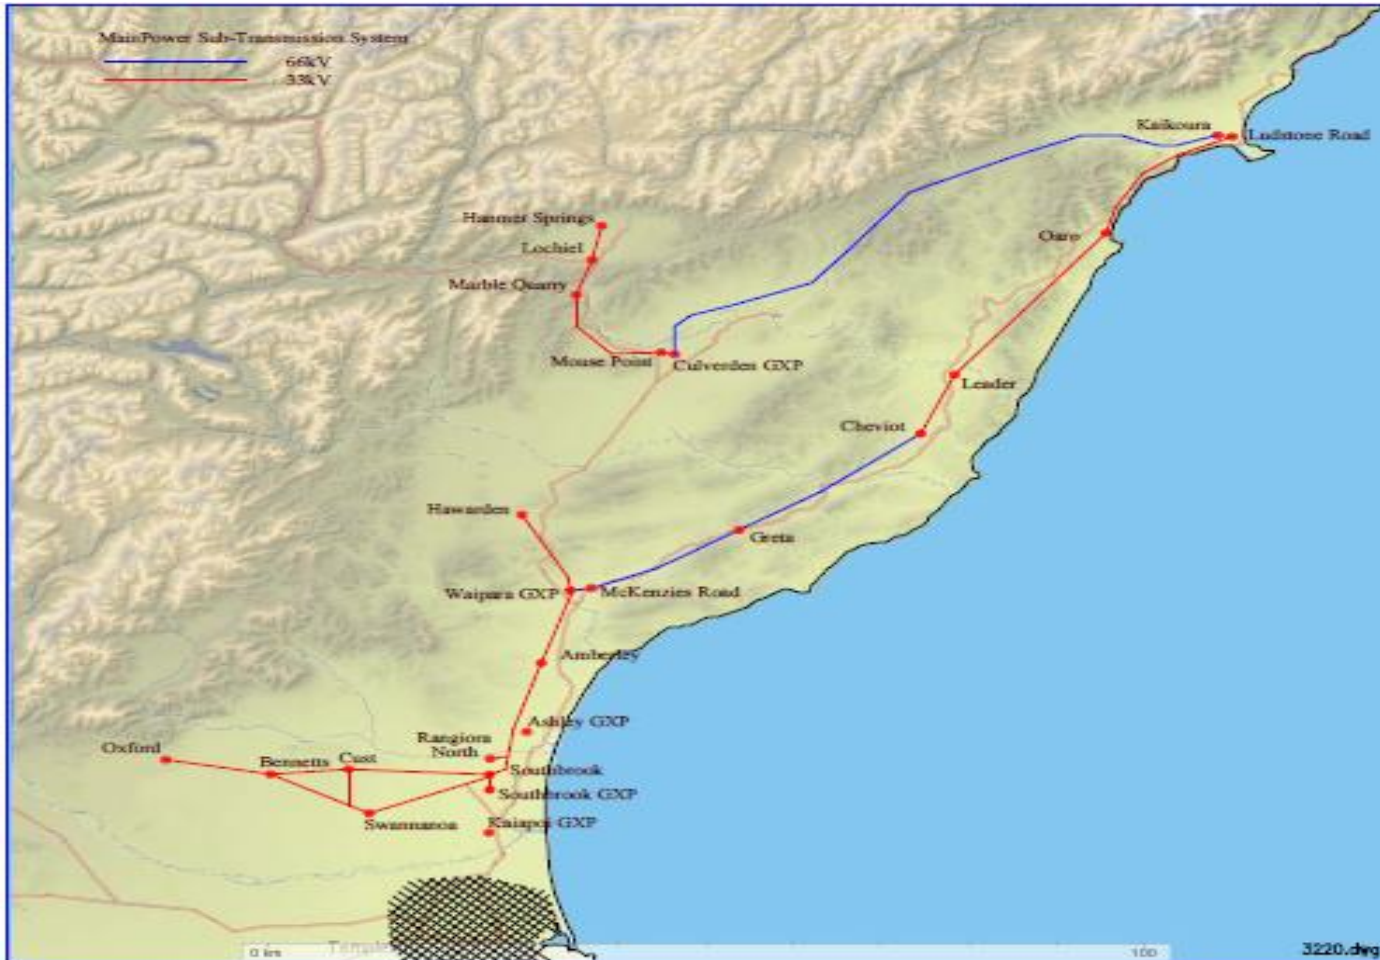 MainPower Sub-Transmission System
66kV
33kV
Kaikoura
Ludstone Road
Hanmer Springs
Oaro
Lochiel
Marble Quarry
Mouse Point
Culverden GXP
Leader
Cheviot
Hawarden
Greta
Waipara GXP
McKenzies Road
Amberley
Ashley GXP
Rangiora
North
Oxford
Bennetts
Cust
Southbrook
Southbrook GXP
Swannanoa
Kaiapoi GXP
0 km
100
3220.dwg